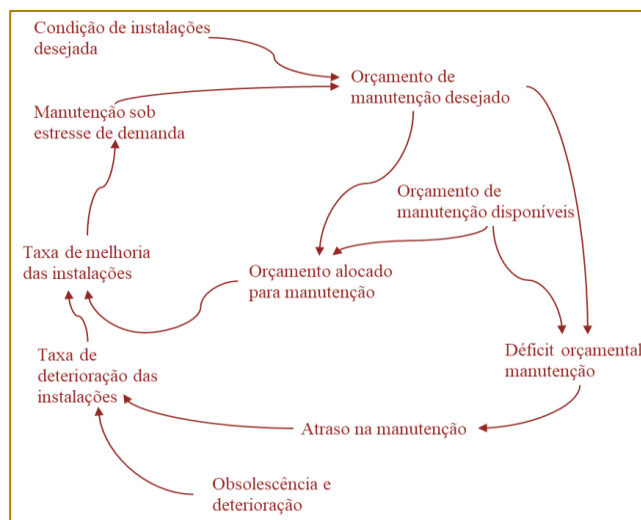 Condição de instalações
desejada
Orçamento de
manutenção desejado
Manutenção sob
estresse de demanda
Orçamento de
manutenção disponíveis
Taxa de melhoria
das instalações
Orçamento alocado
para manutenção
Taxa de
deterioração das
instalações
Déficit orçamental
manutenção
Atraso na manutenção
Obsolescência e
deterioração